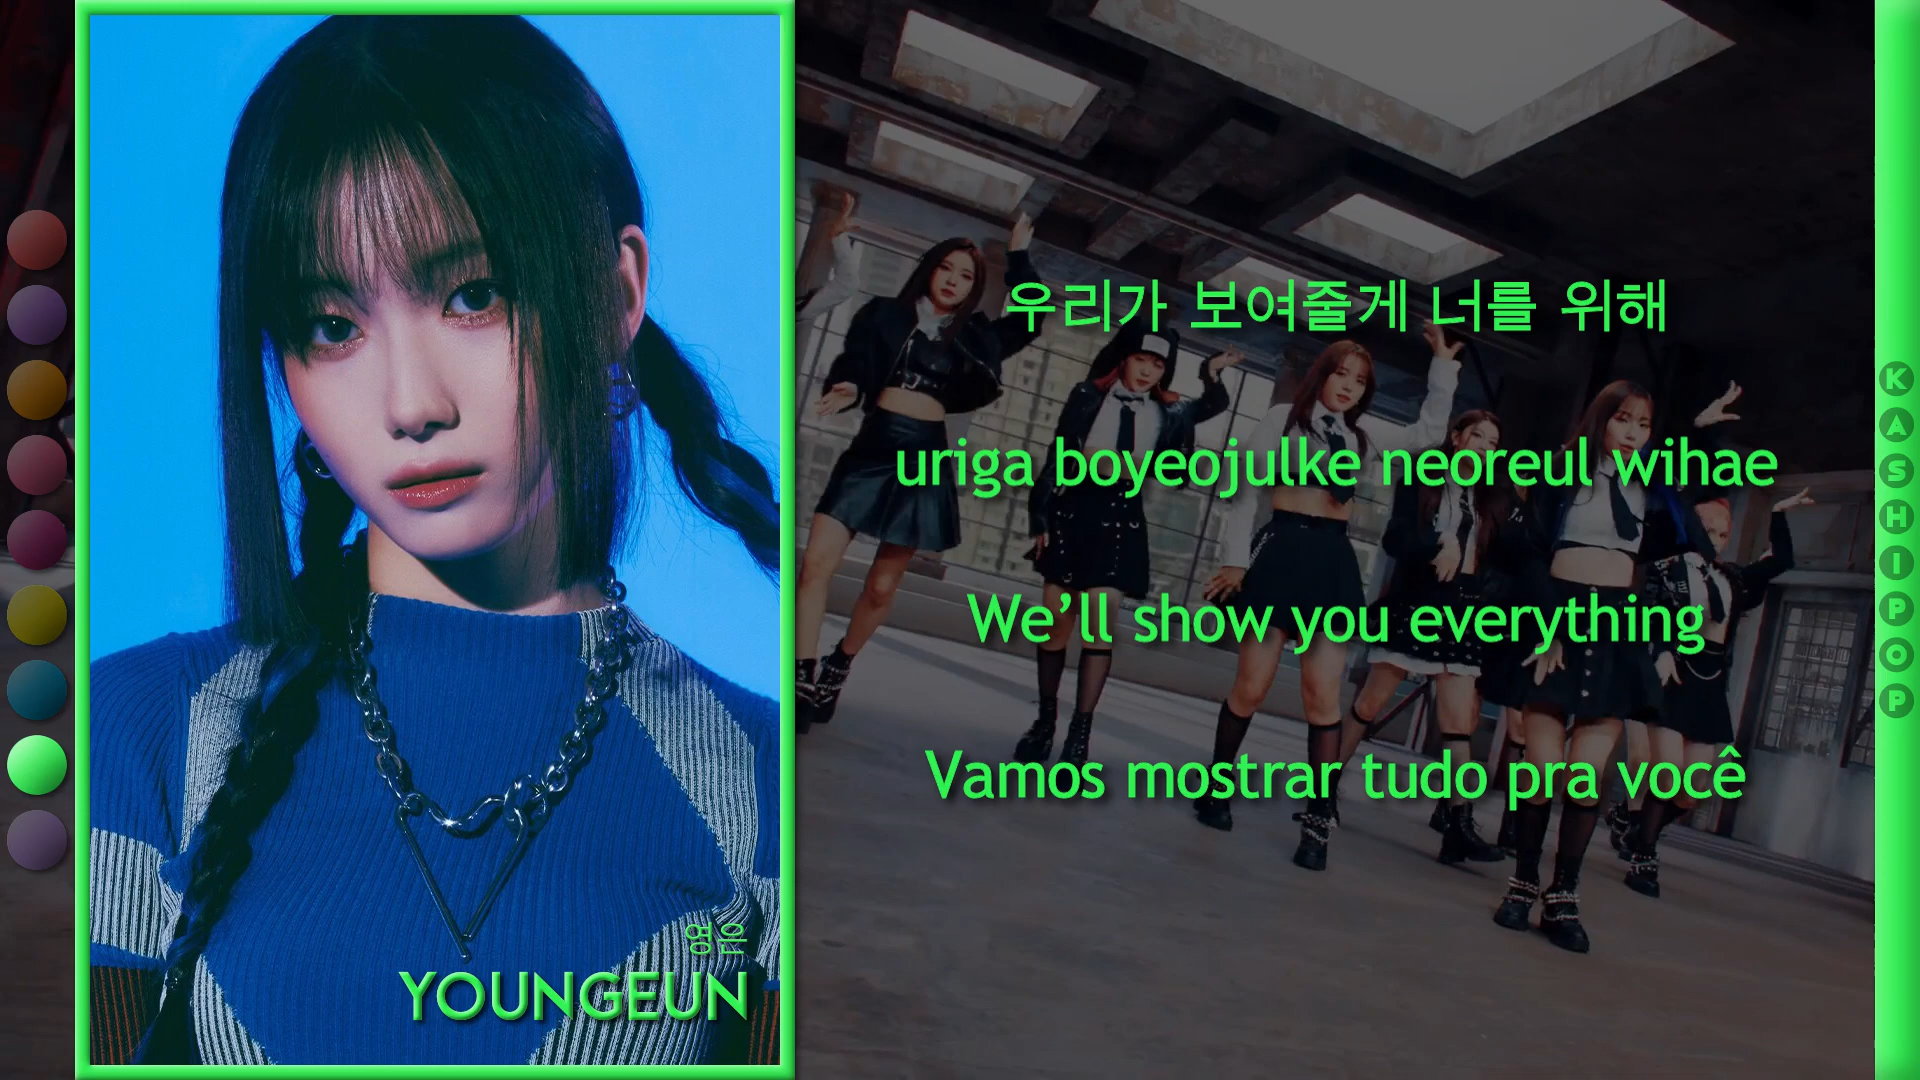 영은
YOUNGEUN
우리가 보여줄게 너를 위해
uriga boyeojulke neoreul wihae
We’ll show you everything
Vamos mostrar tudo pra você
KASHIPOP